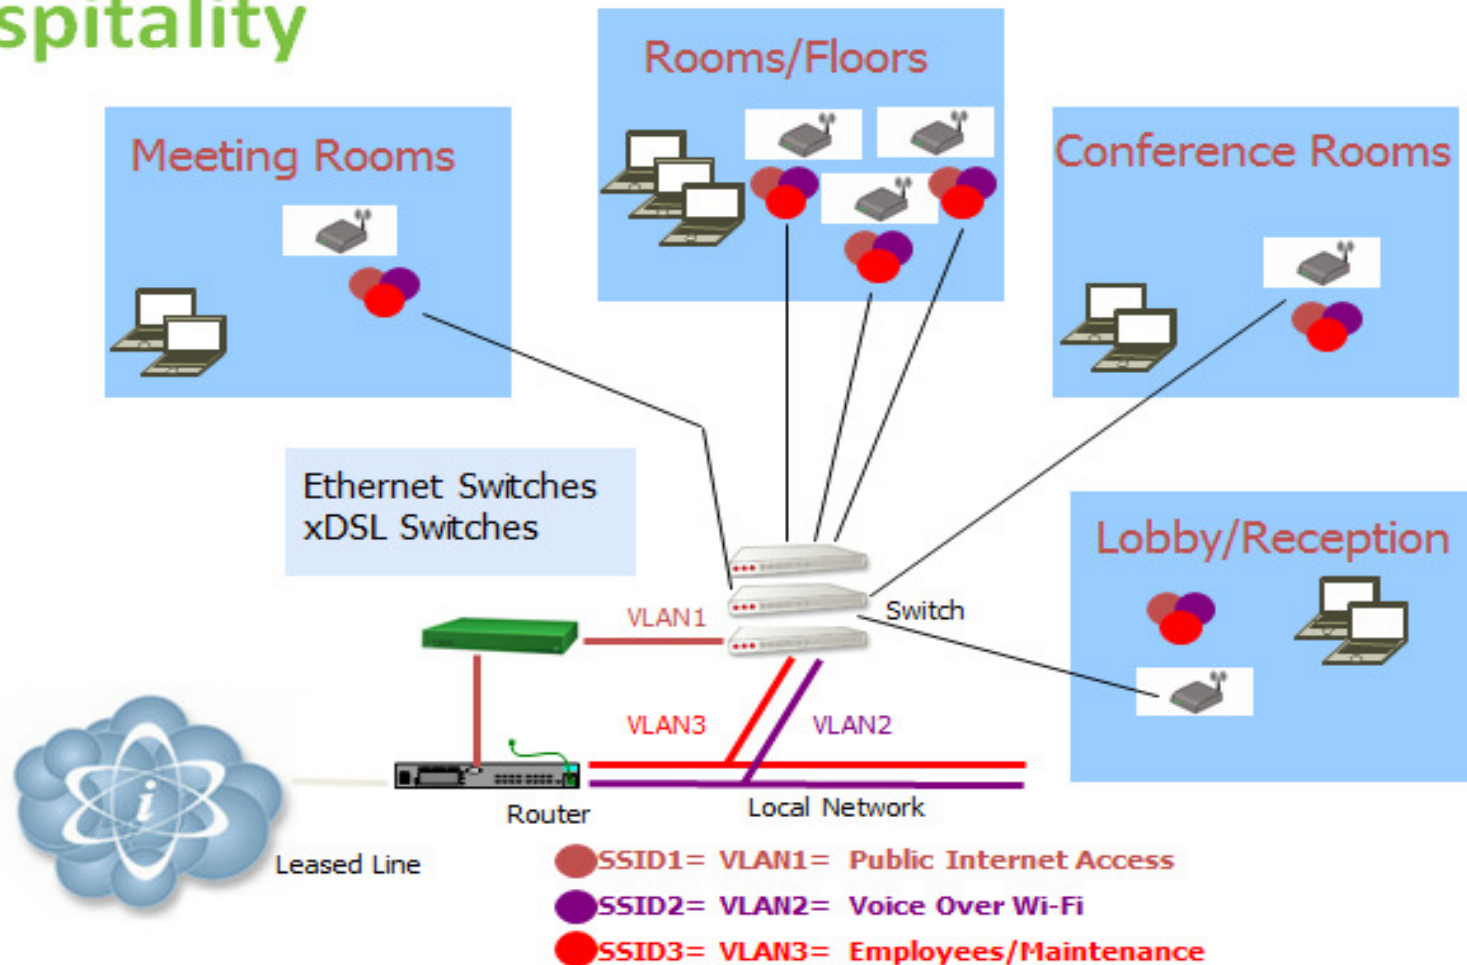 spitality
Rooms/Floors
Meeting Rooms
Conference Rooms
Ethernet Switches
xDSL Switches
Lobby/Reception
Switch
VLAN1
VLAN3
VLAN2
Router
Local Network
Leased Line
SSID1= VLAN1= Public Internet Access
SSID2= VLAN2= Voice Over Wi-Fi
SSID3= VLAN3= Employees/Maintenance